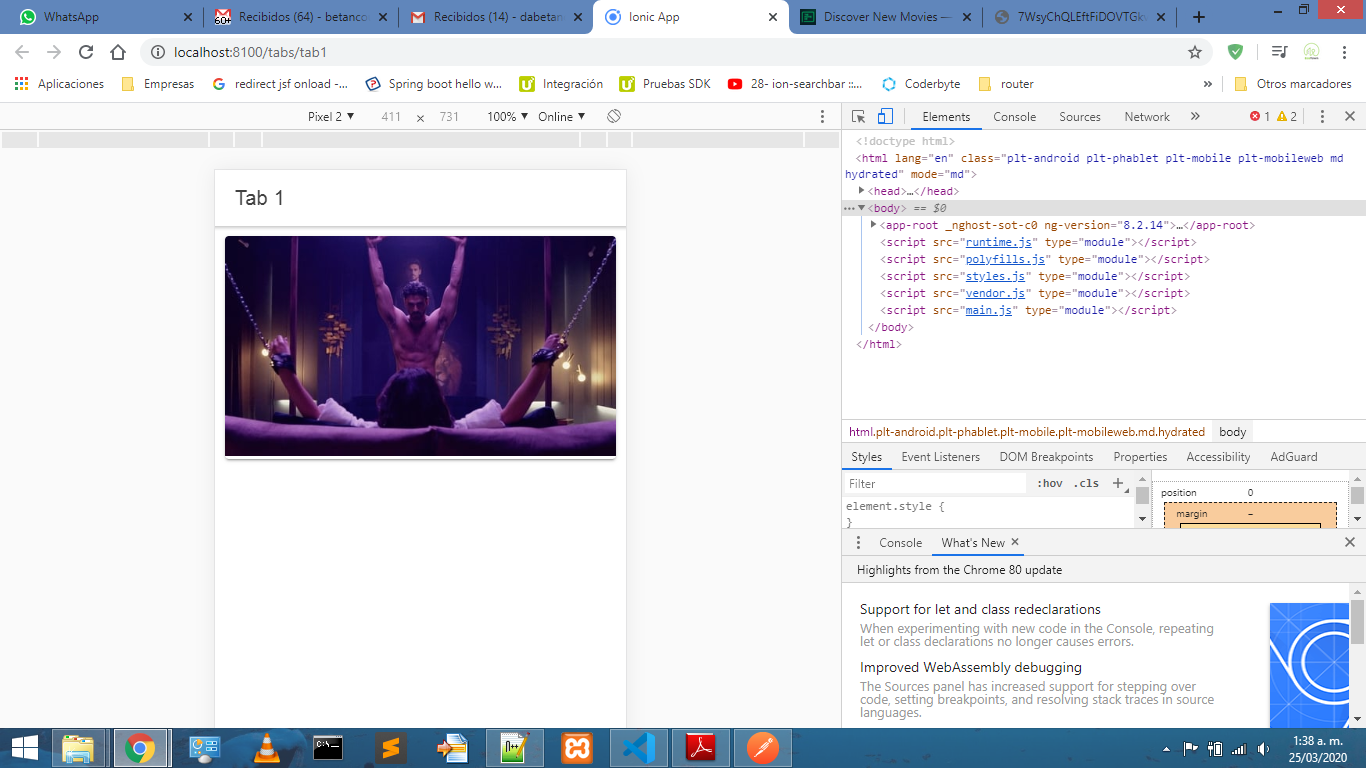 WhatsApp
60+
Recibidos (64) - betanco
Recibidos (14) - dabetan
Ionic App
Discover New Movies —
7WsyChQLEftFiDOVTGk
localhost:8100/tabs/tab1
Aplicaciones
Empresas
redirect jsf onload -...
Spring boot hello w...
Integración
Pruebas SDK
28- ion-searchbar ::...
Coderbyte
router
»
Otros marcadores
Pixel 2 ▼ 411 × 731 100% ▼ Online ▼
Elements Console Sources Network » 1 2
Tab 1
<!doctype html>
<html lang="en" class="plt-android plt-phablet plt-mobile plt-mobileweb md
hydrated" mode="md">
<head>…</head>
<body> == $0
<app-root _nghost-sot-c0 ng-version="8.2.14">…</app-root>
<script src="runtime.js" type="module"></script>
<script src="polyfills.js" type="module"></script>
<script src="styles.js" type="module"></script>
<script src="vendor.js" type="module"></script>
<script src="main.js" type="module"></script>
</body>
</html>
html.plt-android.plt-phablet.plt-mobile.plt-mobileweb.md.hydrated body
Styles Event Listeners DOM Breakpoints Properties Accessibility AdGuard
Filter :hov .cls +
element.style {
}
position 0
margin –
Console What's New ×
Highlights from the Chrome 80 update
Support for let and class redeclarations
When experimenting with new code in the Console, repeating
let or class declarations no longer causes errors.
Improved WebAssembly debugging
The Sources panel has increased support for stepping over
code, setting breakpoints, and resolving stack traces in source
languages.
1:38 a. m.
25/03/2020